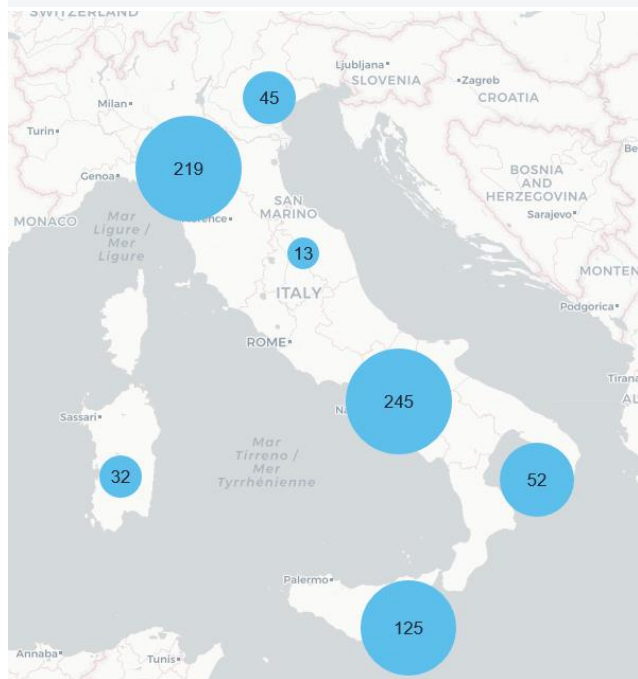 SWITZERLAND
Ljubljana
SLOVENIA
Zagreb
CROATIA
45
Milan
Turin
219
Genoa
BOSNIA
AND
HERZEGOVINA
Sarajevo
SAN
MARINO
MONACO
Mar
Ligure /
Mer
Ligure
13
ITALY
MONTEN
Podgorica
ROME
Tirana
AL
Na
245
Sassari
Mar
Tirreno /
Mer
Tyrrhénienne
32
52
Palermo
125
Annaba
Tunis